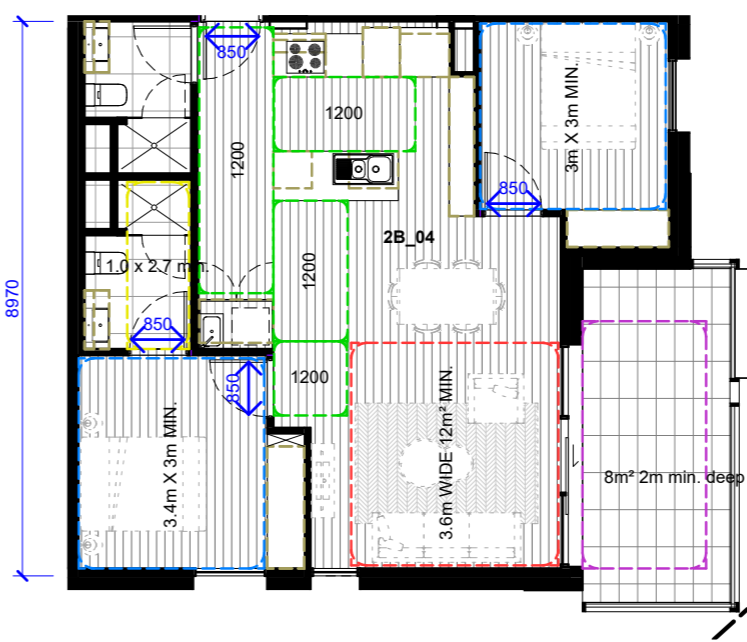 850
1200
3m X 3m MIN.
1200
850
2B_04
1.0 x 2.7 min.
1200
8970
850
850
1200
3.4m X 3m MIN.
3.6m WIDE 12m² MIN.
8m² 2m min. deep